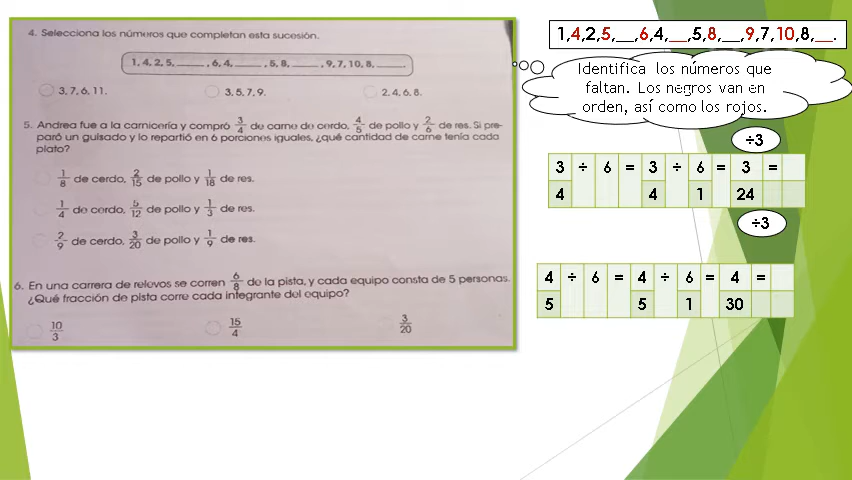 4. Selecciona los números que completan esta sucesión.
1, 4, 2, 5, _____, 6, 4, _____, 5, 8, _____, 9, 7, 10, 8, _____.
3, 7, 6, 11.
3, 5, 7, 9.
2, 4, 6, 8.
5. Andrea fue a la carnicería y compró 3/4 de carne de cerdo, 4/5 de pollo y 2/6 de res. Si pre-
paró un guisado y lo repartió en 6 porciones iguales, ¿qué cantidad de carne tenía cada
plato?
1/8 de cerdo, 2/15 de pollo y 1/18 de res.
1/4 de cerdo, 5/12 de pollo y 1/3 de res.
2/9 de cerdo, 3/20 de pollo y 1/9 de res.
6. En una carrera de relevos se corren 6/8 de la pista, y cada equipo consta de 5 personas.
¿Qué fracción de pista corre cada integrante del equipo?
10/3
15/4
3/20
1,4,2,5,__,6,4,__,5,8,__,9,7,10,8,__.
Identifica los números que
faltan. Los negros van en
orden, así como los rojos.
÷3
3 ÷ 6 = 3 ÷ 6 = 3 =
4 4 1 24
÷3
4 ÷ 6 = 4 ÷ 6 = 4 =
5 5 1 30